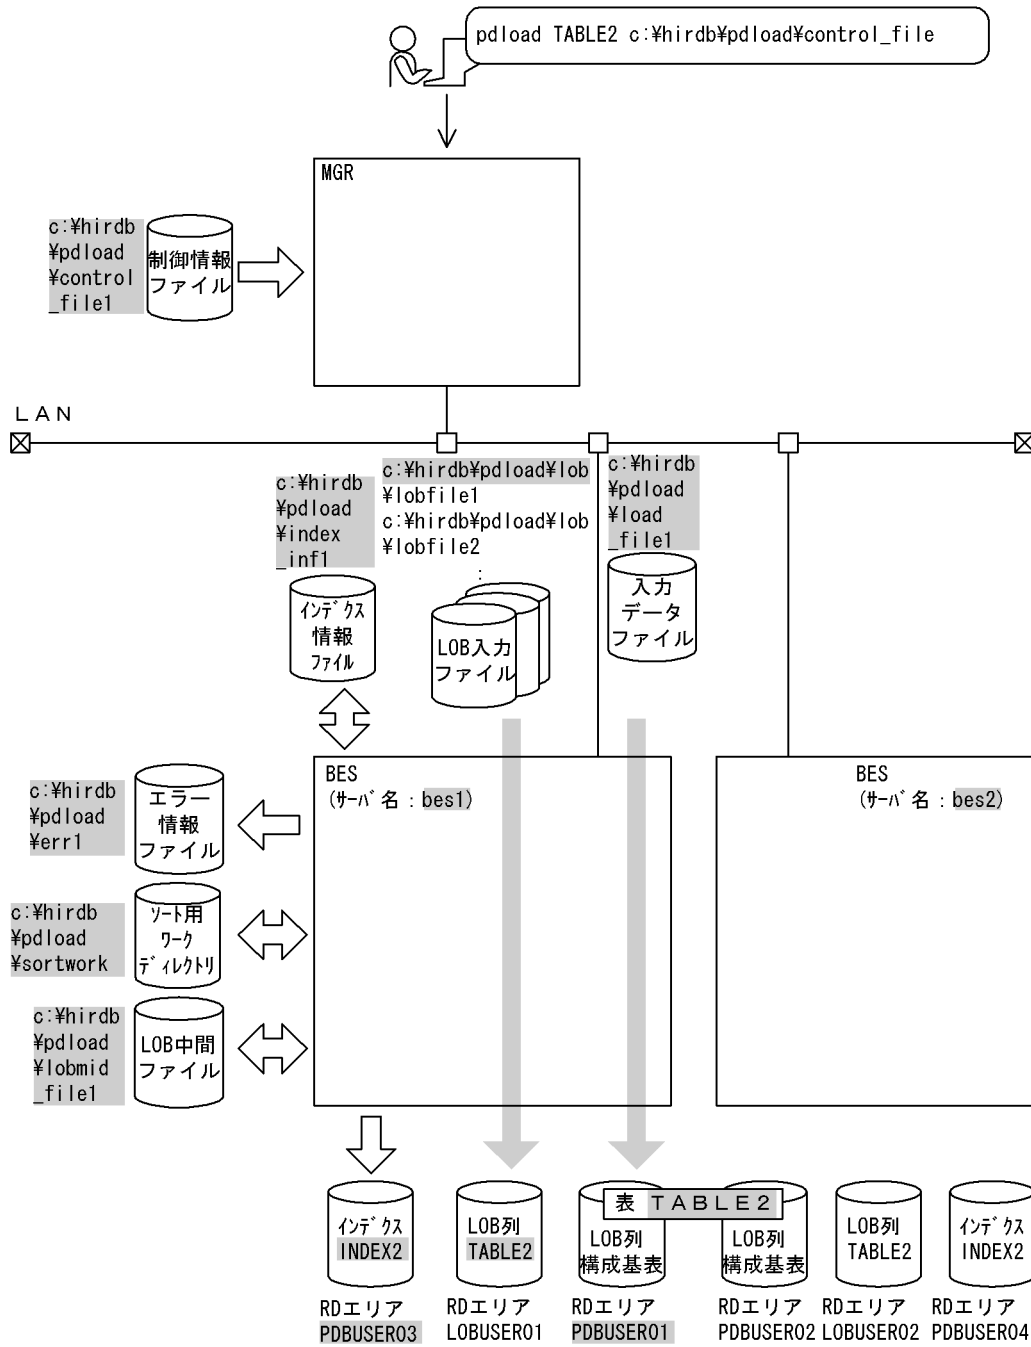 pdload TABLE2 c:¥hirdb¥pdload¥control_file
MGR
c:¥hirdb
¥pdload
¥control
_file1
制御情報
ファイル
ＬＡＮ
c:¥hirdb
¥pdload
¥index
_inf1
c:¥hirdb¥pdload¥lob
¥lobfile1
c:¥hirdb¥pdload¥lob
¥lobfile2
:
c:¥hirdb
¥pdload
¥load
_file1
ｲﾝﾃﾞｸｽ
情報
ﾌｧｲﾙ
LOB入力
ファイル
入力
データ
ファイル
BES
(ｻｰﾊﾞ名：bes1)
BES
(ｻｰﾊﾞ名：bes2)
c:¥hirdb
¥pdload
¥err1
エラー
情報
ファイル
c:¥hirdb
¥pdload
¥sortwork
ｿｰﾄ用
ﾜｰｸ
ﾃﾞｨﾚｸﾄﾘ
c:¥hirdb
¥pdload
¥lobmid
_file1
LOB中間
ファイル
表 ＴＡＢＬＥ２
ｲﾝﾃﾞｸｽ
INDEX2
LOB列
TABLE2
LOB列
構成基表
LOB列
構成基表
LOB列
TABLE2
ｲﾝﾃﾞｸｽ
INDEX2
RDエリア
PDBUSER03
RDエリア
LOBUSER01
RDエリア
PDBUSER01
RDエリア
PDBUSER02
RDエリア
LOBUSER02
RDエリア
PDBUSER04